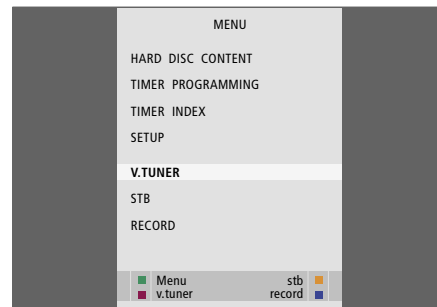 MENU
HARD DISC CONTENT
TIMER PROGRAMMING
TIMER INDEX
SETUP
V.TUNER
STB
RECORD
Menu stb
v.tuner record